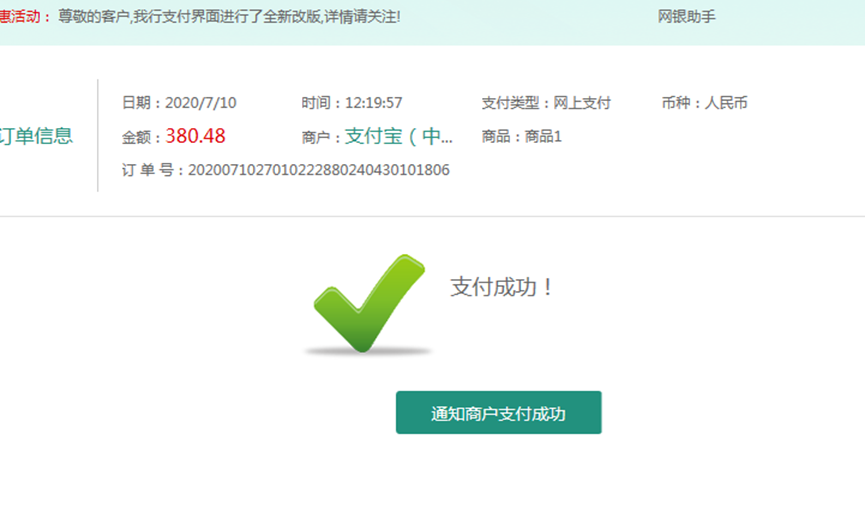 惠活动： 尊敬的客户,我行支付界面进行了全新改版,详情请关注! 网银助手
日期：2020/7/10 时间：12:19:57 支付类型：网上支付 币种：人民币
订单信息 金额：380.48 商户：支付宝（中... 商品：商品1
订 单 号：2020071027010222880240430101806
支付成功！
通知商户支付成功